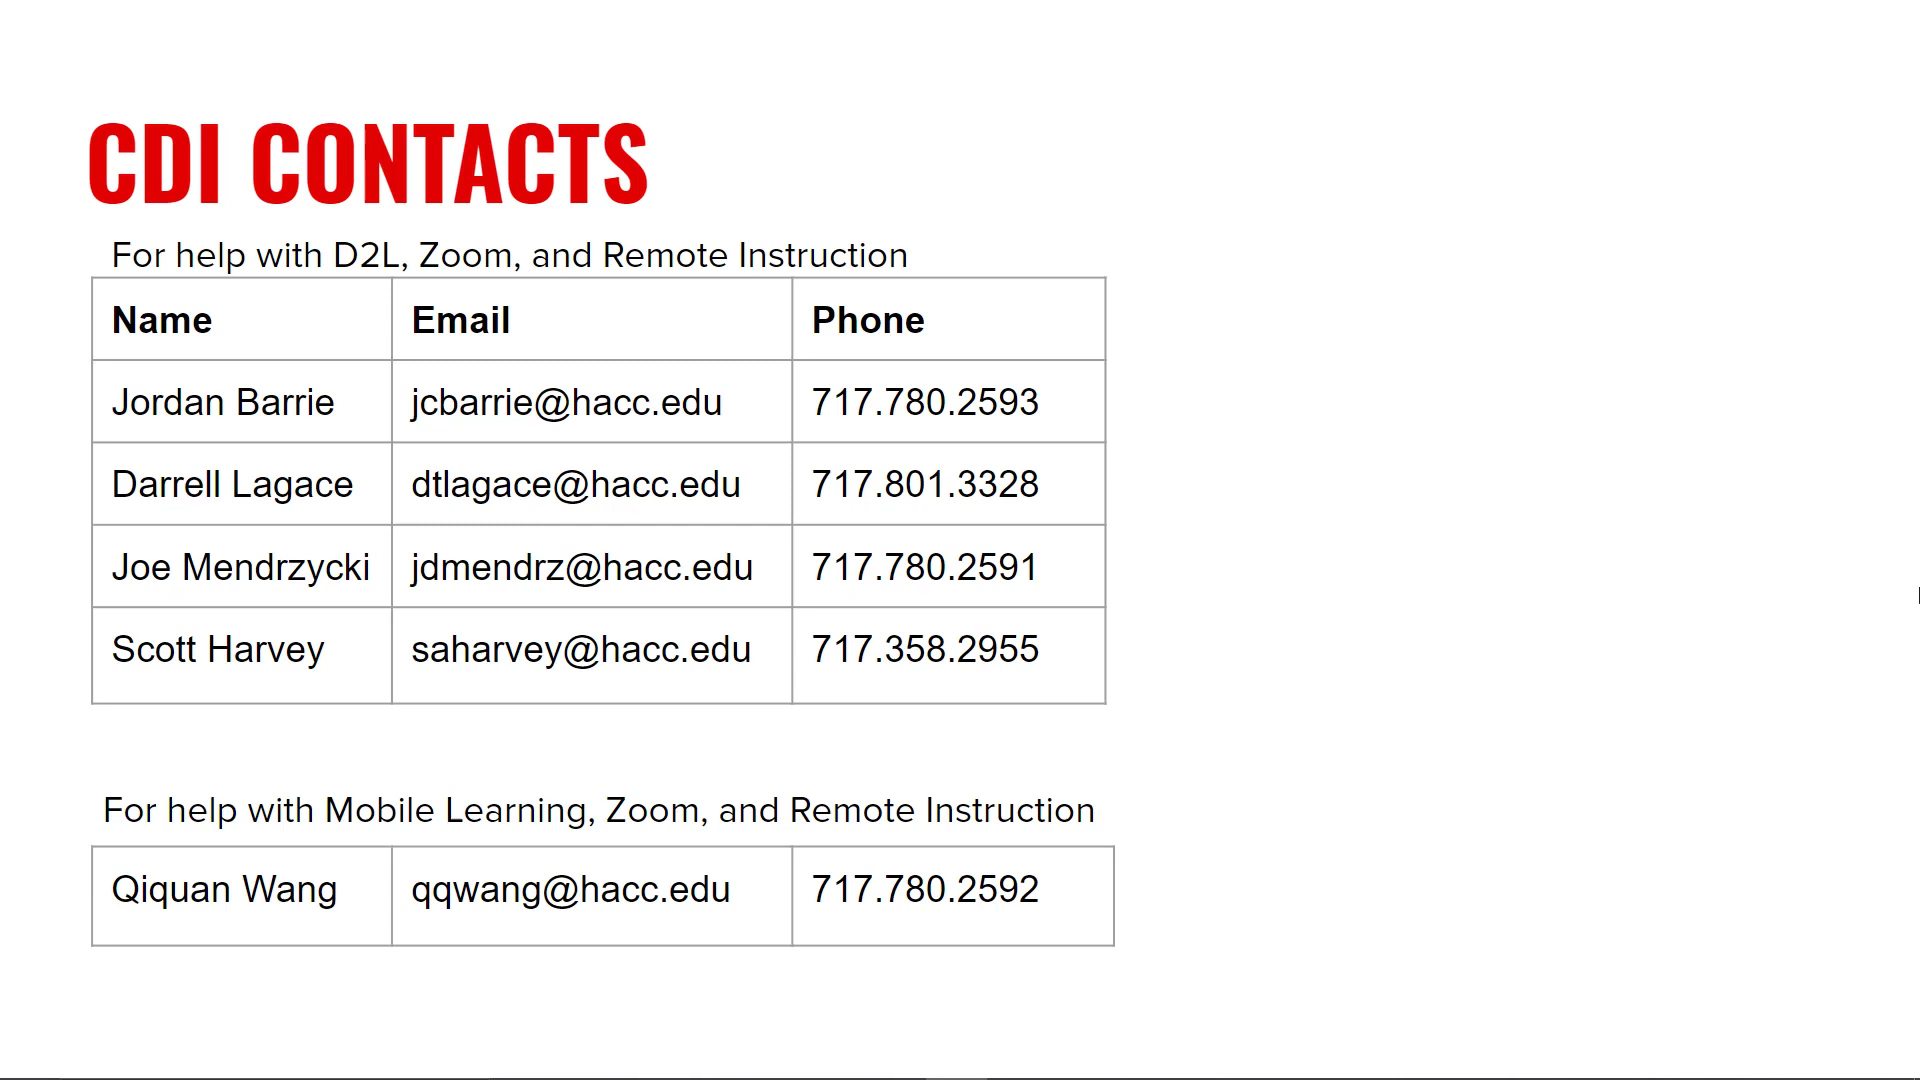 CDI CONTACTS
For help with D2L, Zoom, and Remote Instruction
Name Email Phone
Jordan Barrie jcbarrie@hacc.edu 717.780.2593
Darrell Lagace dtlagace@hacc.edu 717.801.3328
Joe Mendrzycki jdmendrz@hacc.edu 717.780.2591
Scott Harvey saharvey@hacc.edu 717.358.2955
For help with Mobile Learning, Zoom, and Remote Instruction
Qiquan Wang qqwang@hacc.edu 717.780.2592